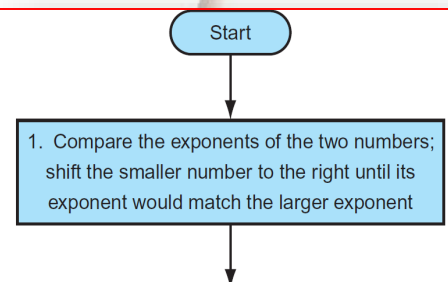 Start
1. Compare the exponents of the two numbers;
shift the smaller number to the right until its
exponent would match the larger exponent